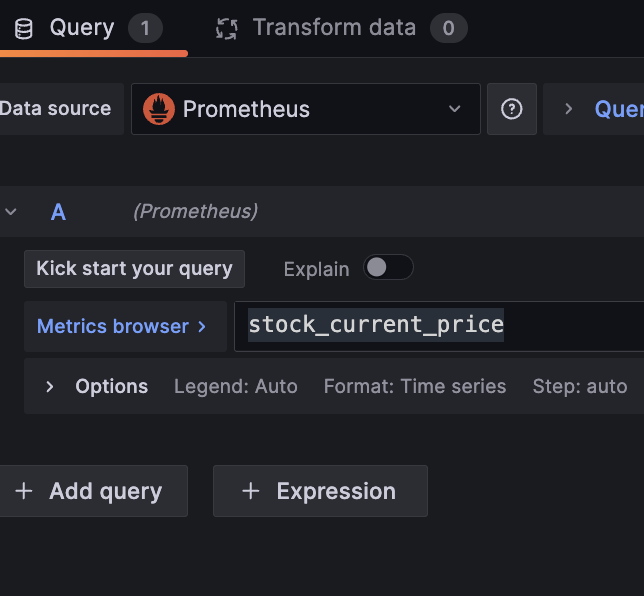 Query 1 Transform data 0
Data source Prometheus ? > Quer
A (Prometheus)
Kick start your query Explain
Metrics browser > stock_current_price
> Options Legend: Auto Format: Time series Step: auto
+ Add query + Expression